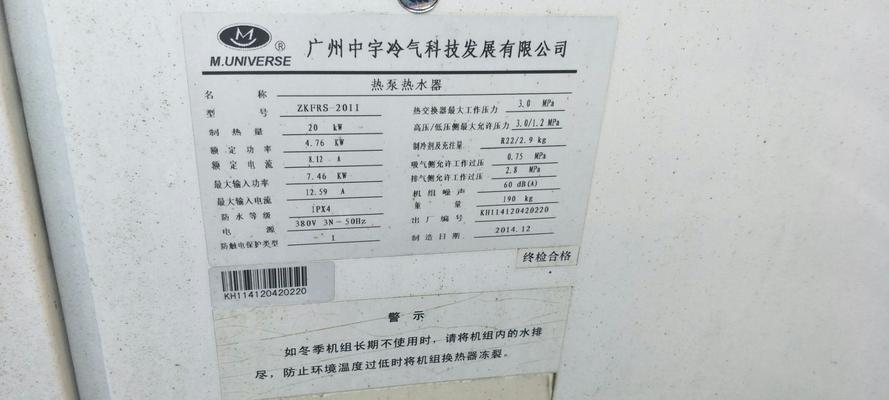 M
M.UNIVERSE ® 广州中宇冷气科技发展有限公司
名称 热泵热水器
型号 ZKFRS-20II
制热量 20 kW
额定功率 4.76 KW
额定电流 8.12 A
最大输入功率 7.46 KW
最大输入电流 12.59 A
防水等级 IPX4
电源 380V 3N~50Hz
防触电保护类型 I
热交换器最大工作压力 3.0 MPa
高压/低压侧最大允许压力 3.0/1.2 MPa
制冷剂及充注量 R22/2.9 kg
吸气侧允许工作过压 0.75 MPa
排气侧允许工作过压 2.8 MPa
机组噪声 60 dB(A)
重量 190 kg
出厂编号 KH114120420220
制造日期 2014.12
终检合格
KH114120420220
警示
如冬季机组长期不使用时,请将机组内的水排
尽,防止环境温度过低时将机组换热器冻裂。